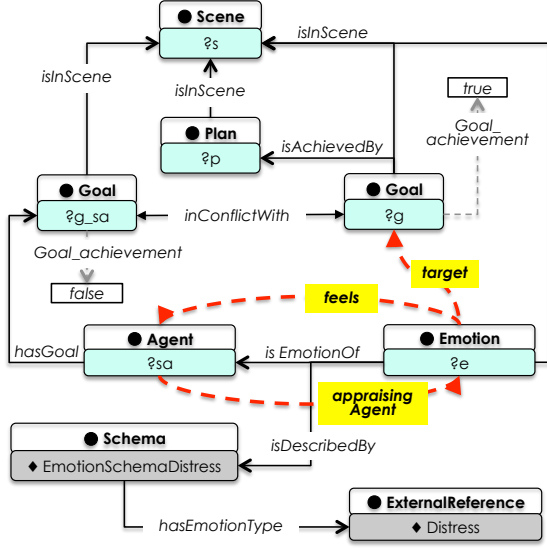 ● Scene
?s
isInScene
isInScene
isInScene
true
Goal_
achievement
● Plan
?p
isAchievedBy
● Goal
?g_sa
inConflictWith
● Goal
?g
Goal_achievement
false
target
feels
hasGoal
● Agent
?sa
is EmotionOf
● Emotion
?e
appraising
Agent
isDescribedBy
● Schema
♦ EmotionSchemaDistress
hasEmotionType
● ExternalReference
♦ Distress